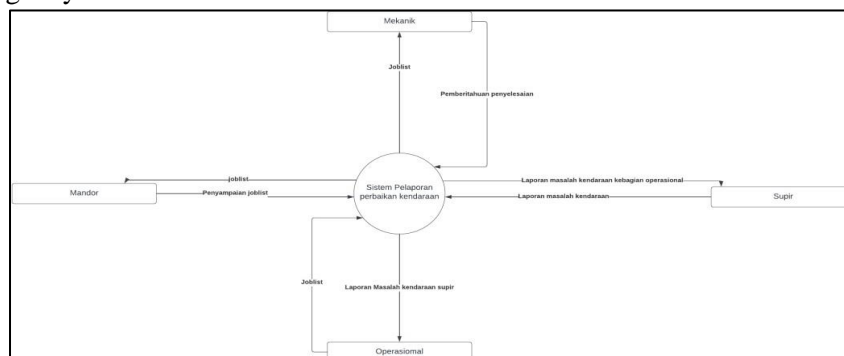 Mekanik
Joblist
Pemberitahuan penyelesaian
joblist
Laporan masalah kendaraan kebagian operasional
Mandor
Penyampaian joblist
Sistem Pelaporan
perbaikan kendaraan
Laporan masalah kendaraan
Supir
Joblist
Laporan Masalah kendaraan supir
Operasiomal